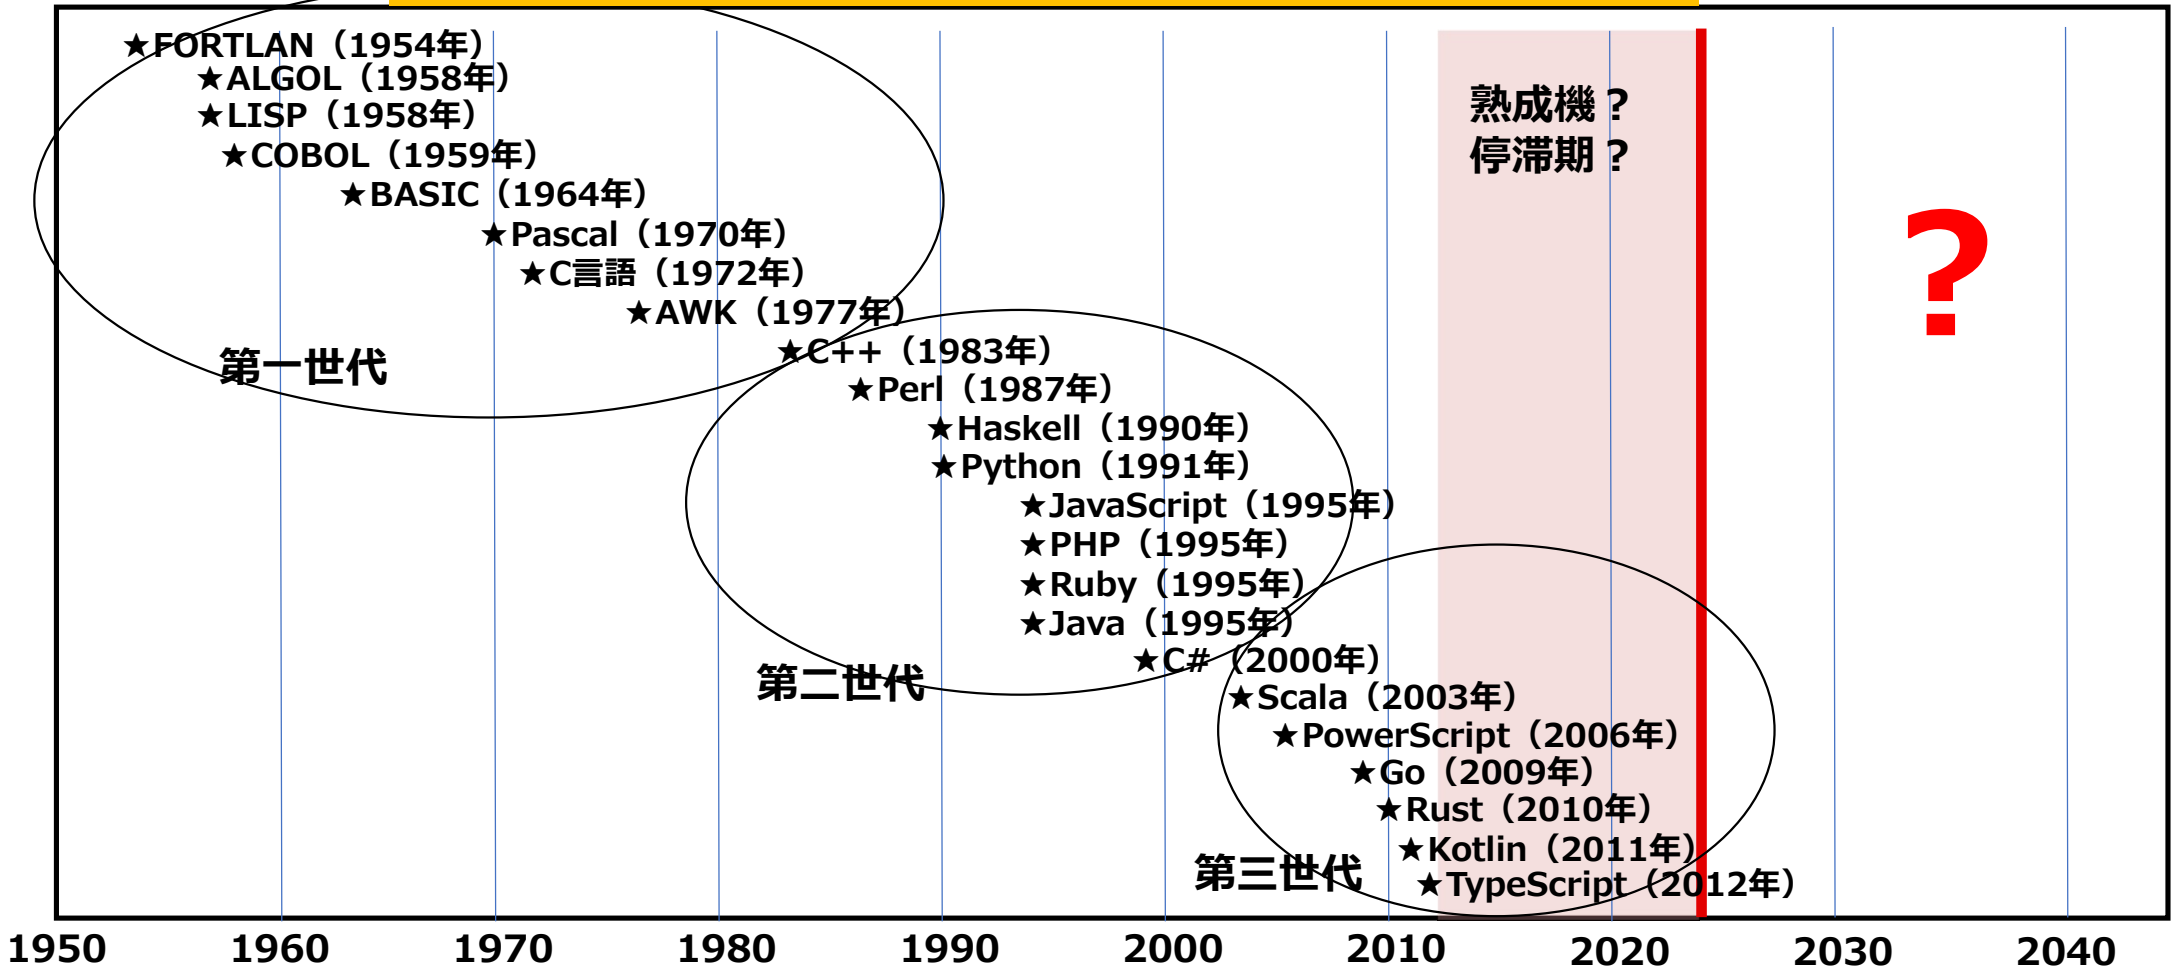 ★FORTLAN（1954年）
★ALGOL（1958年）
★LISP（1958年）
★COBOL（1959年）
★BASIC（1964年）
★Pascal（1970年）
★C言語（1972年）
★AWK（1977年）
第一世代
★C++（1983年）
★Perl（1987年）
★Haskell（1990年）
★Python（1991年）
★JavaScript（1995年）
★PHP（1995年）
★Ruby（1995年）
★Java（1995年）
★C#（2000年）
第二世代
★Scala（2003年）
★PowerScript（2006年）
★Go（2009年）
★Rust（2010年）
★Kotlin（2011年）
★TypeScript（2012年）
第三世代
熟成機？
停滞期？
?
1950 1960 1970 1980 1990 2000 2010 2020 2030 2040